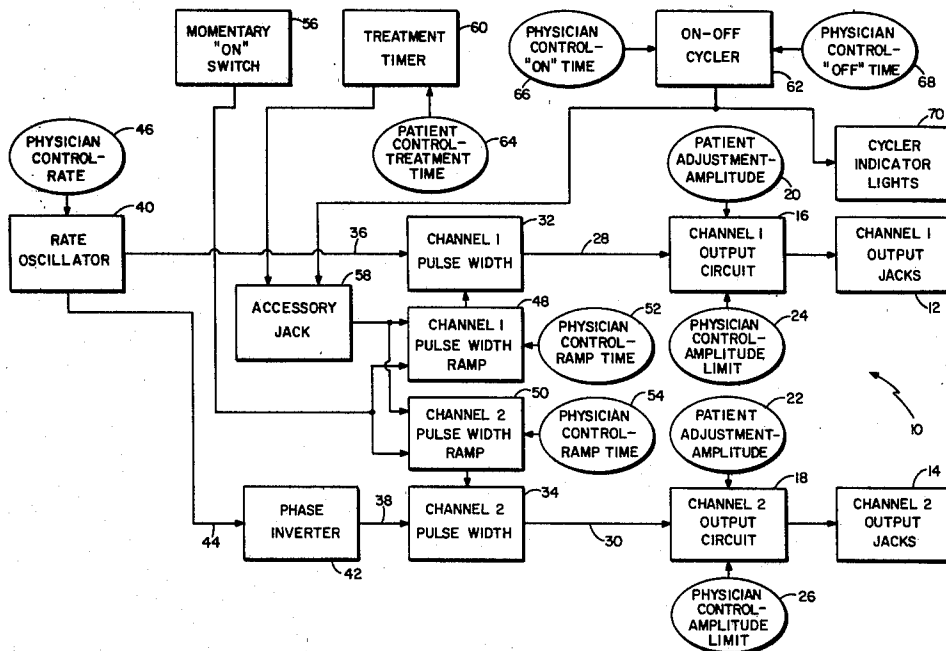 MOMENTARY
"ON"
SWITCH
56
TREATMENT
TIMER
60
PHYSICIAN
CONTROL-
"ON" TIME
66
ON-OFF
CYCLER
62
PHYSICIAN
CONTROL-
"OFF" TIME
68
46
PHYSICIAN
CONTROL-
RATE
PATIENT
CONTROL-
TREATMENT
TIME
64
PATIENT
ADJUSTMENT-
AMPLITUDE
20
70
CYCLER
INDICATOR
LIGHTS
40
RATE
OSCILLATOR
36
32
CHANNEL 1
PULSE WIDTH
28
16
CHANNEL 1
OUTPUT
CIRCUIT
CHANNEL 1
OUTPUT
JACKS
12
58
ACCESSORY
JACK
48
CHANNEL 1
PULSE WIDTH
RAMP
52
PHYSICIAN
CONTROL-
RAMP TIME
24
PHYSICIAN
CONTROL-
AMPLITUDE
LIMIT
50
CHANNEL 2
PULSE WIDTH
RAMP
54
PHYSICIAN
CONTROL-
RAMP TIME
22
PATIENT
ADJUSTMENT-
AMPLITUDE
10
44
PHASE
INVERTER
42
38
34
CHANNEL 2
PULSE WIDTH
30
18
CHANNEL 2
OUTPUT
CIRCUIT
14
CHANNEL 2
OUTPUT
JACKS
26
PHYSICIAN
CONTROL-
AMPLITUDE
LIMIT